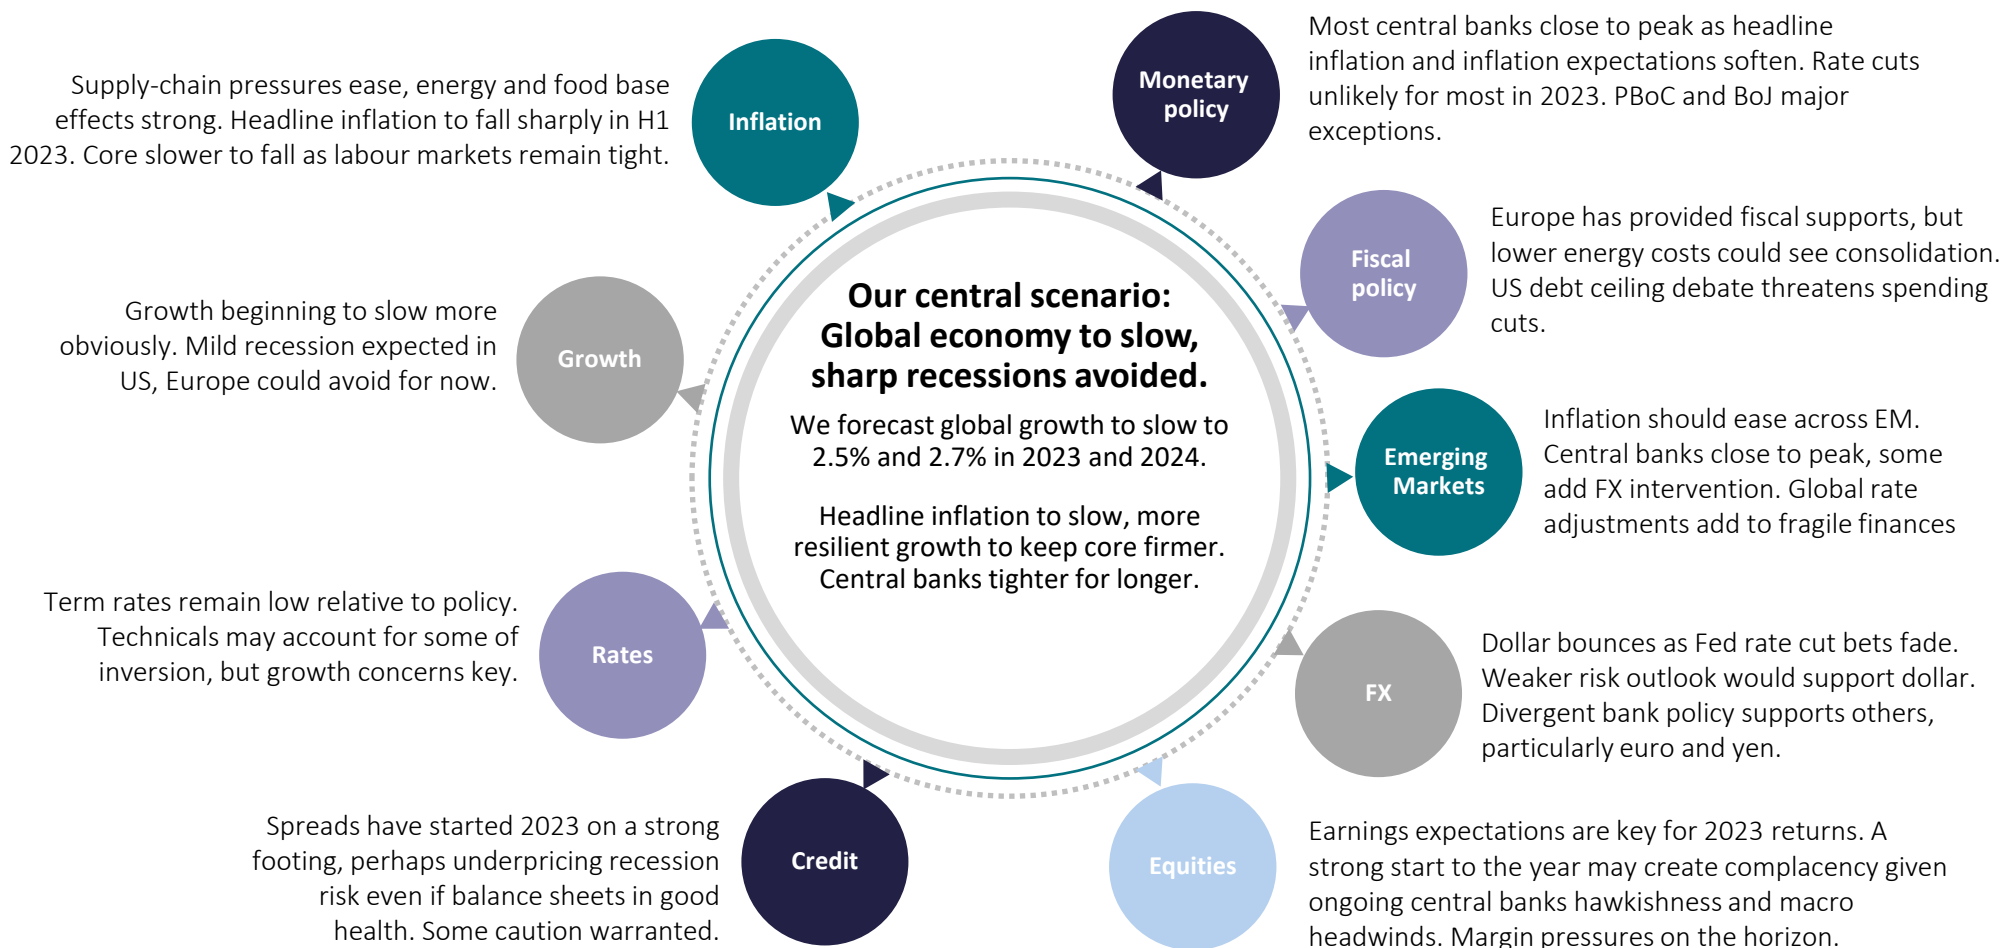 Supply-chain pressures ease, energy and food base
effects strong. Headline inflation to fall sharply in H1
2023. Core slower to fall as labour markets remain tight.
Inflation
Monetary
policy
Most central banks close to peak as headline
inflation and inflation expectations soften. Rate cuts
unlikely for most in 2023. PBoC and BoJ major
exceptions.
Growth beginning to slow more
obviously. Mild recession expected in
US, Europe could avoid for now.
Growth
Our central scenario:
Global economy to slow,
sharp recessions avoided.
We forecast global growth to slow to
2.5% and 2.7% in 2023 and 2024.
Headline inflation to slow, more
resilient growth to keep core firmer.
Central banks tighter for longer.
Fiscal
policy
Europe has provided fiscal supports, but
lower energy costs could see consolidation.
US debt ceiling debate threatens spending
cuts.
Emerging
Markets
Inflation should ease across EM.
Central banks close to peak, some
add FX intervention. Global rate
adjustments add to fragile finances
Term rates remain low relative to policy.
Technicals may account for some of
inversion, but growth concerns key.
Rates
FX
Dollar bounces as Fed rate cut bets fade.
Weaker risk outlook would support dollar.
Divergent bank policy supports others,
particularly euro and yen.
Spreads have started 2023 on a strong
footing, perhaps underpricing recession
risk even if balance sheets in good
health. Some caution warranted.
Credit
Equities
Earnings expectations are key for 2023 returns. A
strong start to the year may create complacency given
ongoing central banks hawkishness and macro
headwinds. Margin pressures on the horizon.